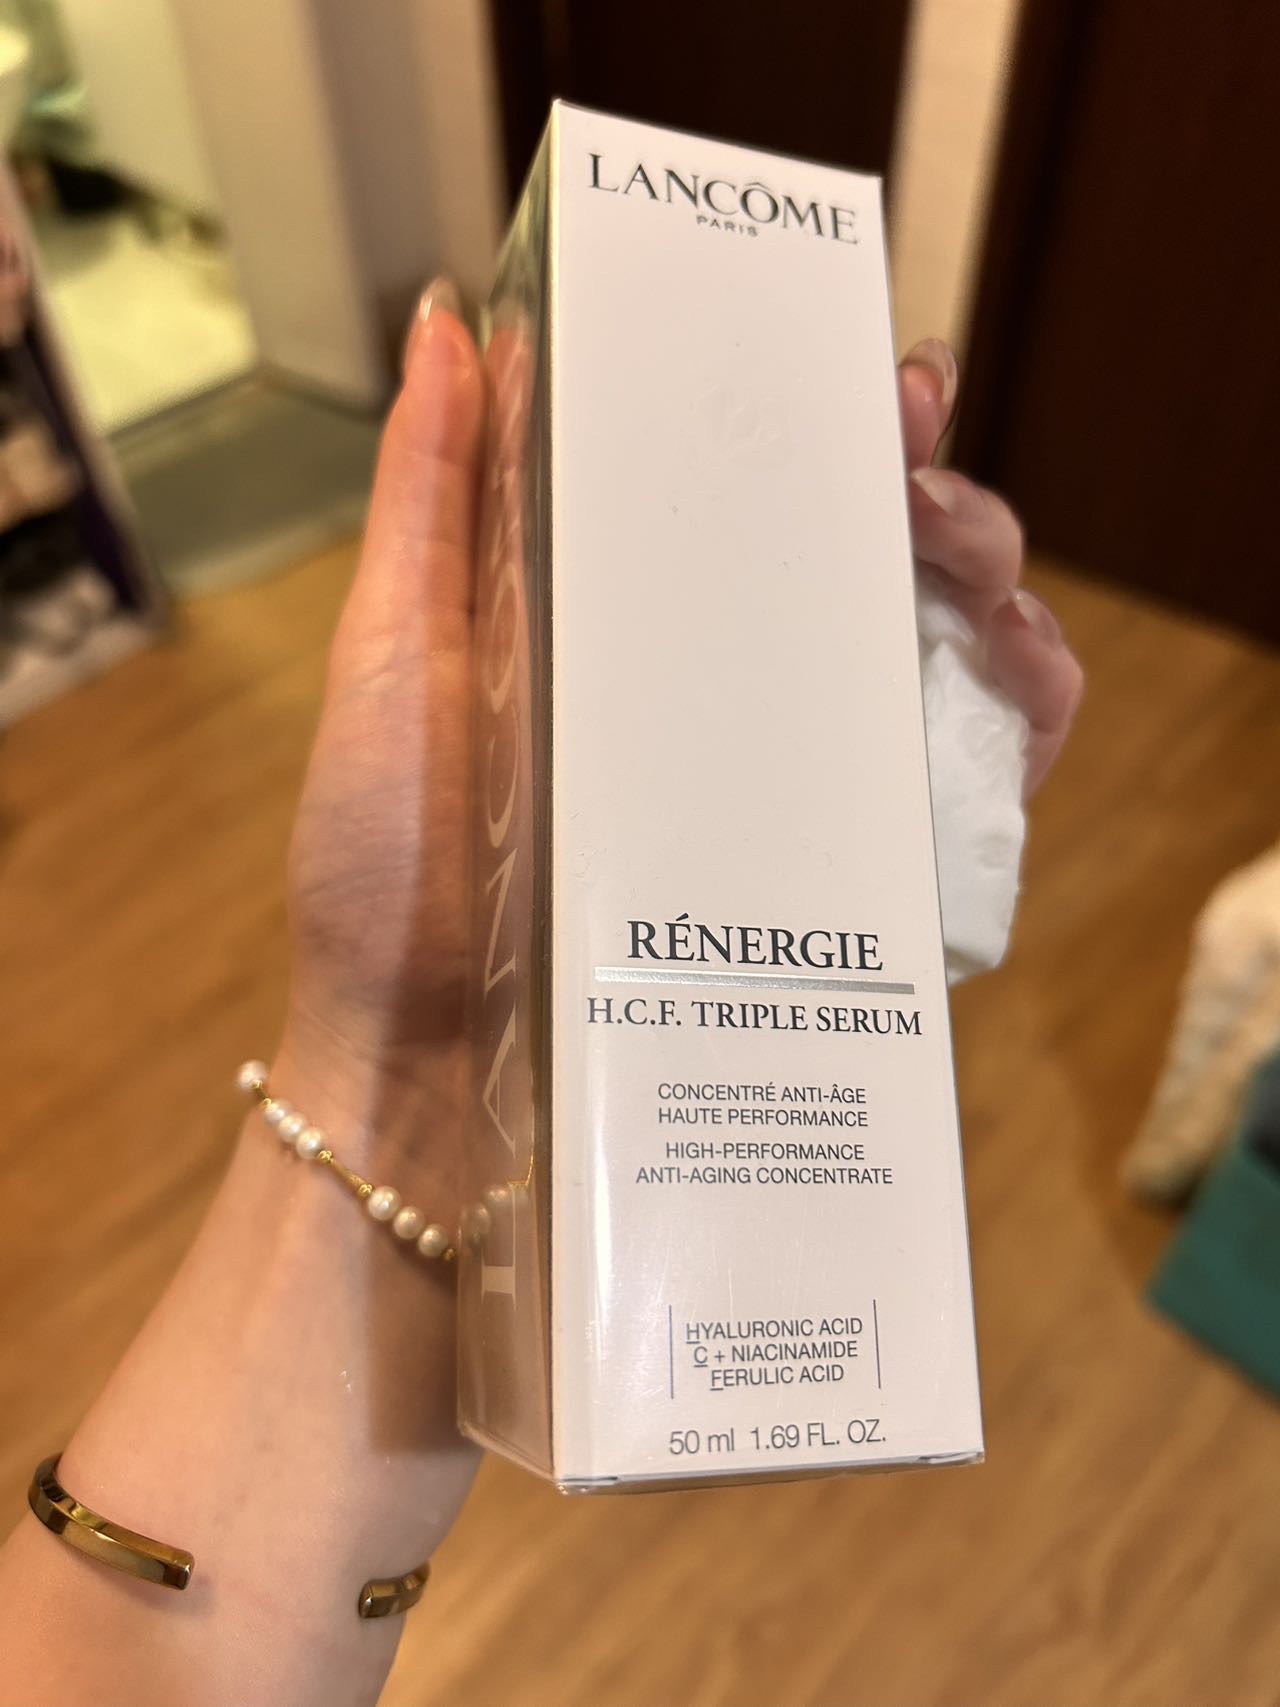 LANCÔME
PARIS
LANCÔME
RÉNERGIE
H.C.F. TRIPLE SERUM
CONCENTRÉ ANTI-ÂGE
HAUTE PERFORMANCE
HIGH-PERFORMANCE
ANTI-AGING CONCENTRATE
HYALURONIC ACID
C + NIACINAMIDE
FERULIC ACID
50 ml 1.69 FL. OZ.